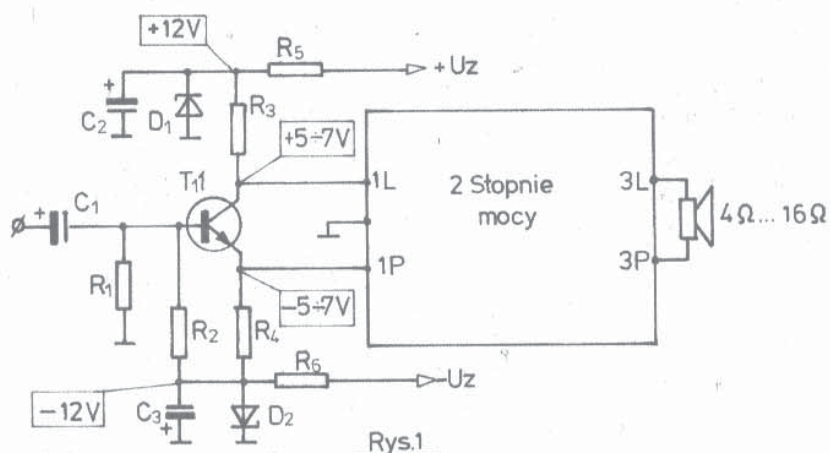 +12V
R5
+Uz
+
C2
D1
R3
+5÷7V
T11
1L
2 Stopnie
mocy
3L
+
C1
4Ω...16Ω
R1
1P
3P
-5÷7V
R2
R4
R6
-Uz
-12V
C3
+
D2
Rys.1